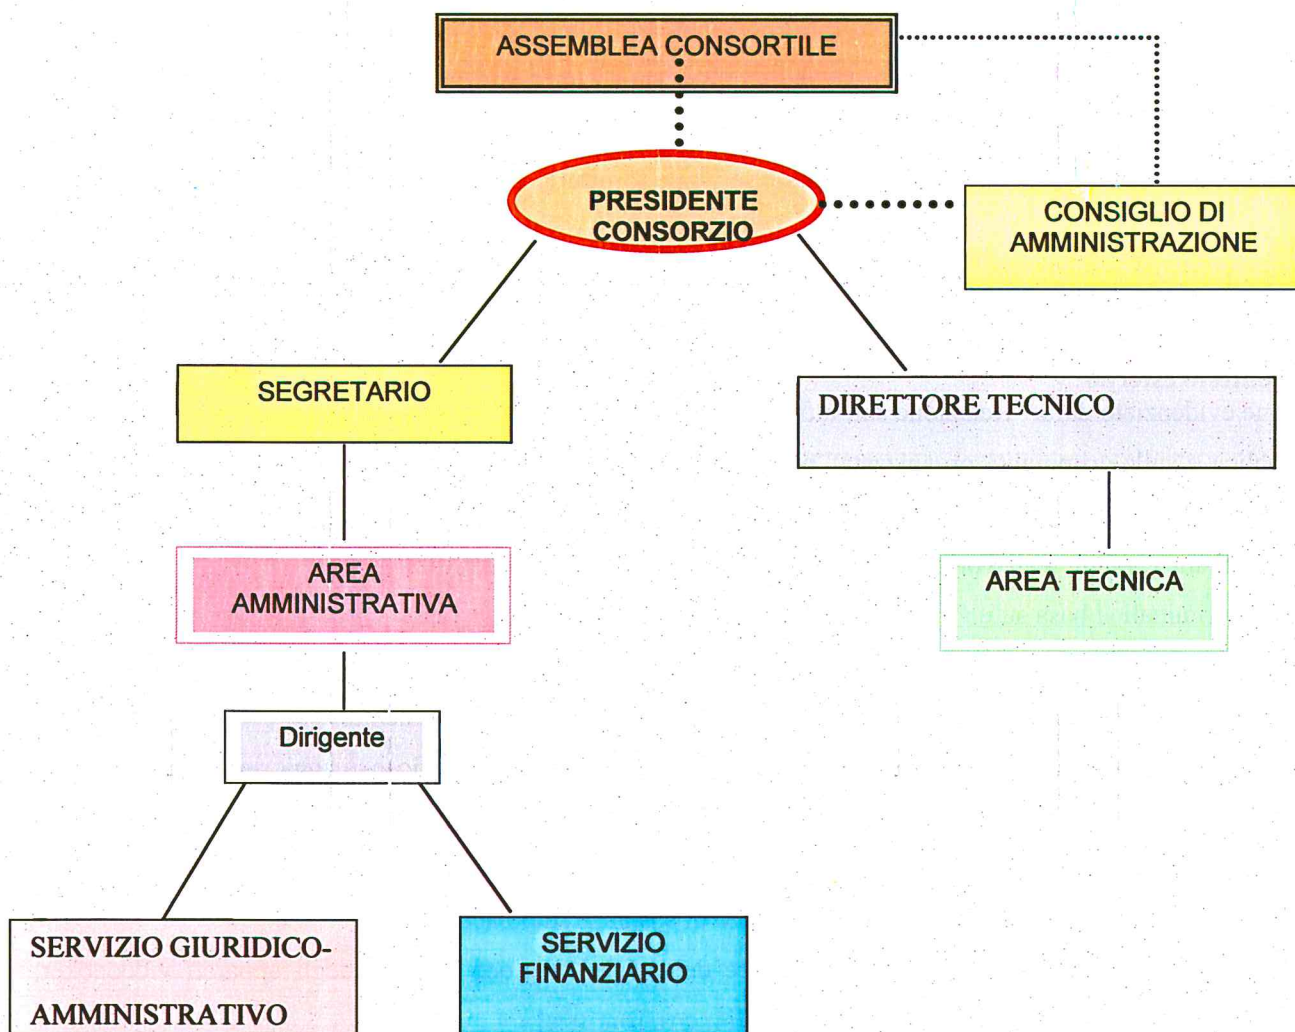 ASSEMBLEA CONSORTILE
PRESIDENTE
CONSORZIO
CONSIGLIO DI
AMMINISTRAZIONE
SEGRETARIO
DIRETTORE TECNICO
AREA
AMMINISTRATIVA
AREA TECNICA
Dirigente
SERVIZIO GIURIDICO-
AMMINISTRATIVO
SERVIZIO
FINANZIARIO